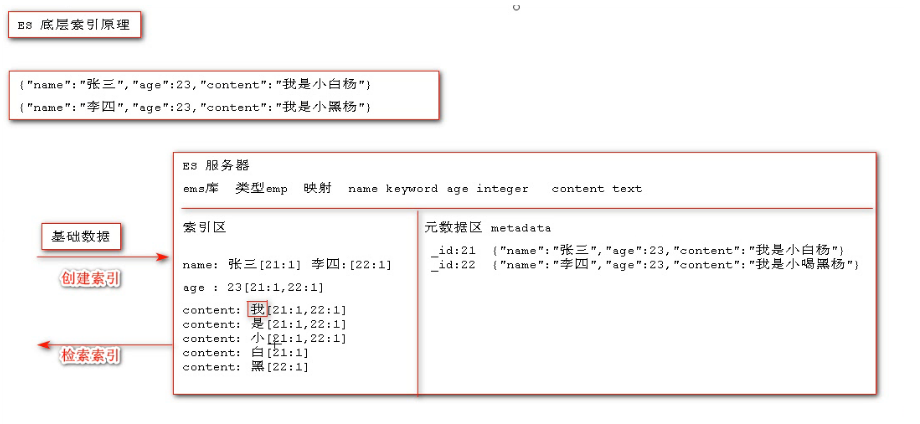 ES 底层索引原理
{"name":"张三","age":23,"content":"我是小白杨"}
{"name":"李四","age":23,"content":"我是小黑杨"}
ES 服务器
ems库 类型emp 映射 name keyword age integer content text
索引区
元数据区 metadata
基础数据
_id:21 {"name":"张三","age":23,"content":"我是小白杨"}
_id:22 {"name":"李四","age":23,"content":"我是小喝黑杨"}
name: 张三[21:1] 李四:[22:1]
创建索引
age : 23[21:1,22:1]
content: 我[21:1,22:1]
content: 是[21:1,22:1]
content: 小[21:1,22:1]
content: 白[21:1]
content: 黑[22:1]
检索索引